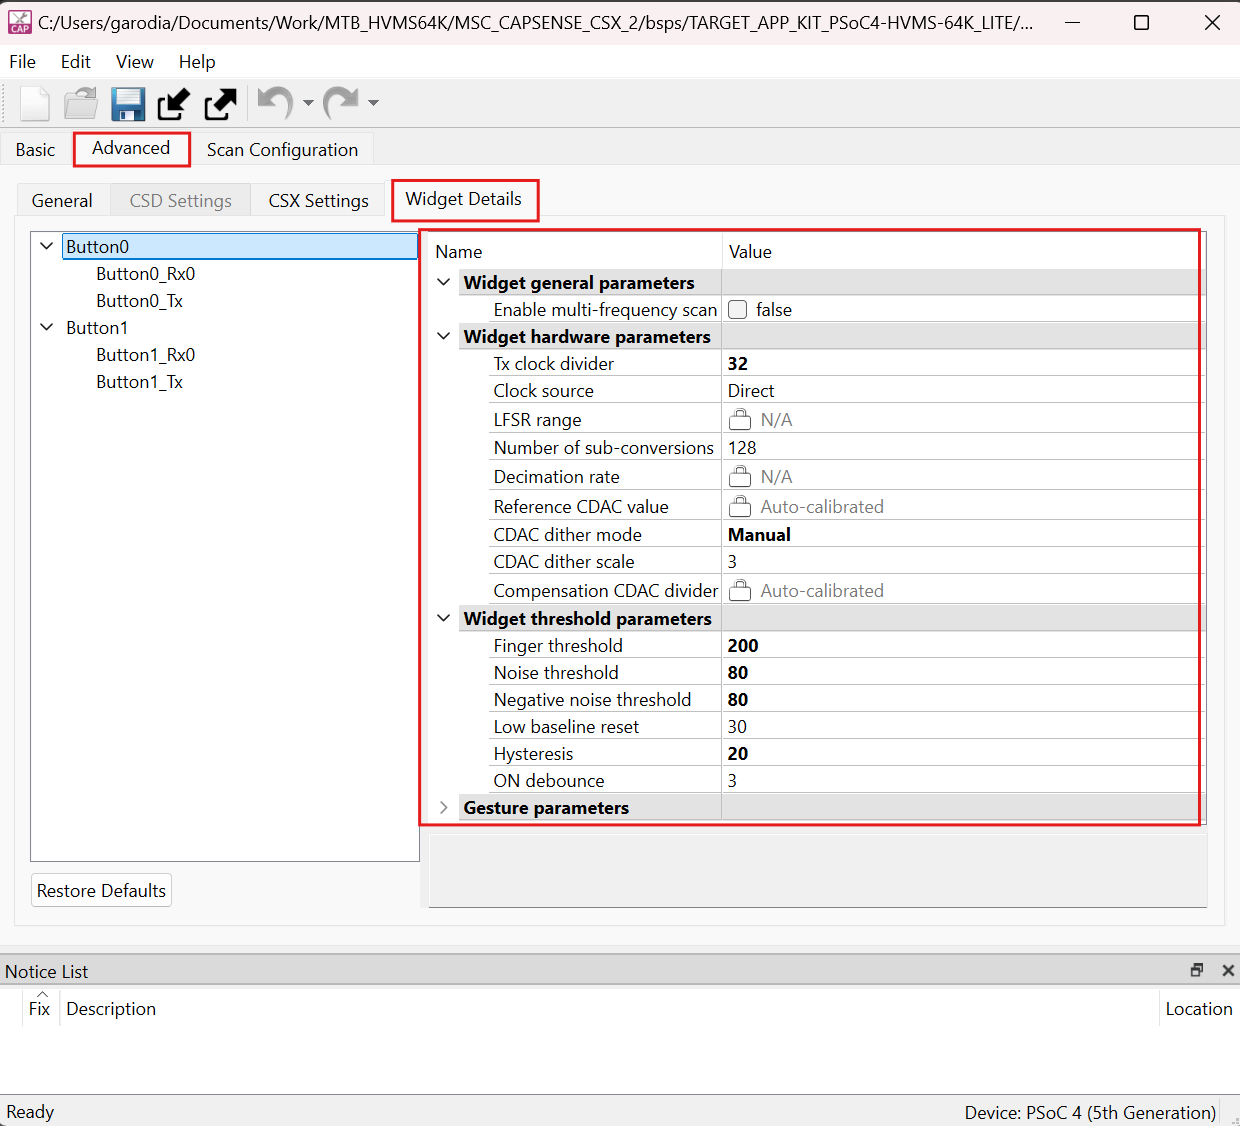 CAP C:/Users/garodia/Documents/Work/MTB_HVMS64K/MSC_CAPSENSE_CSX_2/bsps/TARGET_APP_KIT_PSoC4-HVMS-64K_LITE/...
File Edit View Help
Basic Advanced Scan Configuration
General CSD Settings CSX Settings Widget Details
Button0
Button0_Rx0
Button0_Tx
Button1
Button1_Rx0
Button1_Tx
Restore Defaults
Name Value
Widget general parameters
Enable multi-frequency scan false
Widget hardware parameters
Tx clock divider 32
Clock source Direct
LFSR range N/A
Number of sub-conversions 128
Decimation rate N/A
Reference CDAC value Auto-calibrated
CDAC dither mode Manual
CDAC dither scale 3
Compensation CDAC divider Auto-calibrated
Widget threshold parameters
Finger threshold 200
Noise threshold 80
Negative noise threshold 80
Low baseline reset 30
Hysteresis 20
ON debounce 3
Gesture parameters
Notice List
Fix Description Location
Ready Device: PSoC 4 (5th Generation)